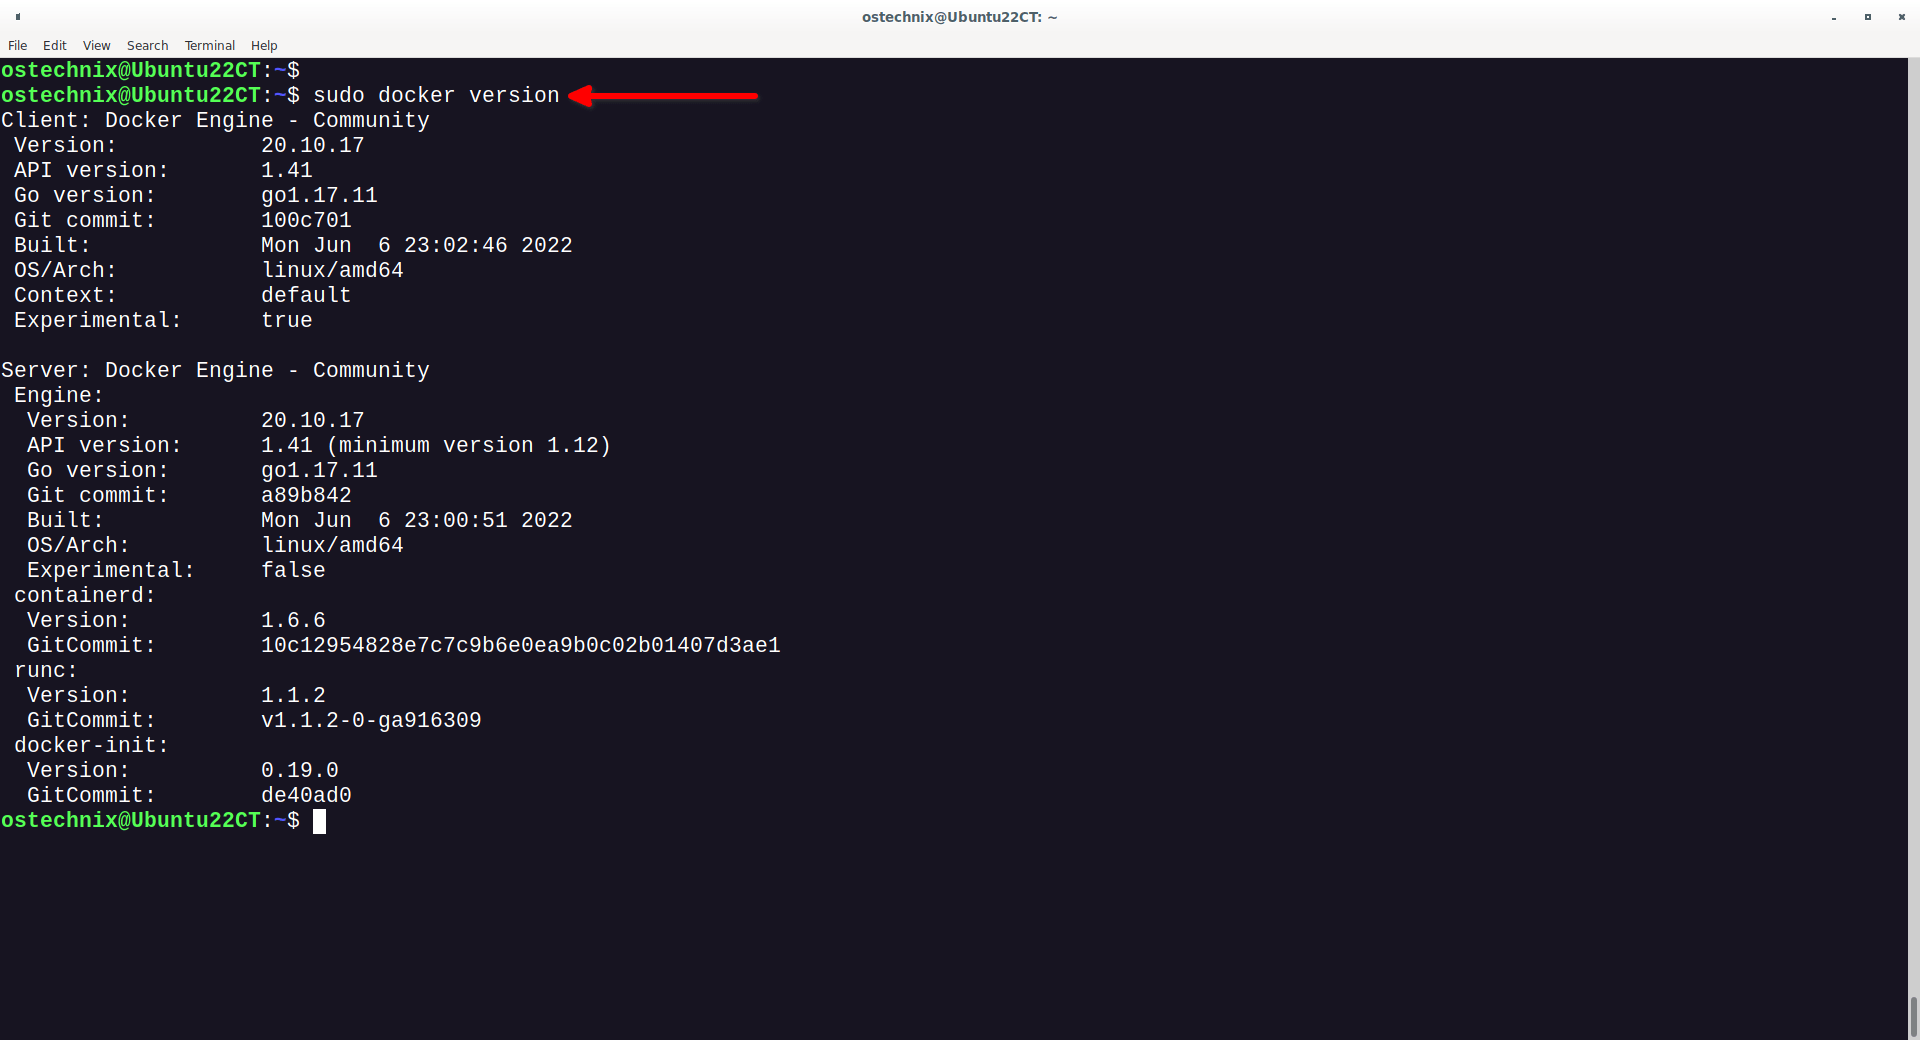 ostechnix@Ubuntu22CT: ~
File Edit View Search Terminal Help
ostechnix@Ubuntu22CT:~$
ostechnix@Ubuntu22CT:~$ sudo docker version
Client: Docker Engine - Community
 Version:           20.10.17
 API version:       1.41
 Go version:        go1.17.11
 Git commit:        100c701
 Built:             Mon Jun  6 23:02:46 2022
 OS/Arch:           linux/amd64
 Context:           default
 Experimental:      true

Server: Docker Engine - Community
 Engine:
  Version:          20.10.17
  API version:      1.41 (minimum version 1.12)
  Go version:       go1.17.11
  Git commit:       a89b842
  Built:            Mon Jun  6 23:00:51 2022
  OS/Arch:          linux/amd64
  Experimental:     false
 containerd:
  Version:          1.6.6
  GitCommit:        10c12954828e7c7c9b6e0ea9b0c02b01407d3ae1
 runc:
  Version:          1.1.2
  GitCommit:        v1.1.2-0-ga916309
 docker-init:
  Version:          0.19.0
  GitCommit:        de40ad0
ostechnix@Ubuntu22CT:~$